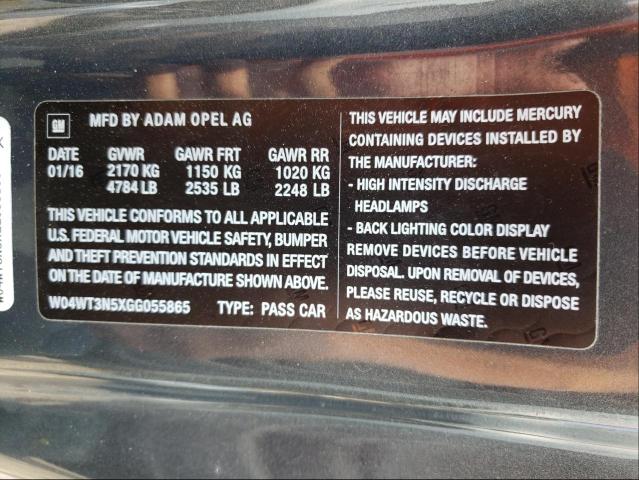 GM
MFD BY ADAM OPEL AG
DATE GVWR GAWR FRT GAWR RR
01/16 2170 KG 1150 KG 1020 KG
4784 LB 2535 LB 2248 LB
THIS VEHICLE CONFORMS TO ALL APPLICABLE
U.S. FEDERAL MOTOR VEHICLE SAFETY, BUMPER
AND THEFT PREVENTION STANDARDS IN EFFECT
ON THE DATE OF MANUFACTURE SHOWN ABOVE.
W04WT3N5XGG055865 TYPE: PASS CAR
THIS VEHICLE MAY INCLUDE MERCURY
CONTAINING DEVICES INSTALLED BY
THE MANUFACTURER:
- HIGH INTENSITY DISCHARGE
HEADLAMPS
- BACK LIGHTING COLOR DISPLAY
REMOVE DEVICES BEFORE VEHICLE
DISPOSAL. UPON REMOVAL OF DEVICES,
PLEASE REUSE, RECYCLE OR DISPOSE
AS HAZARDOUS WASTE.